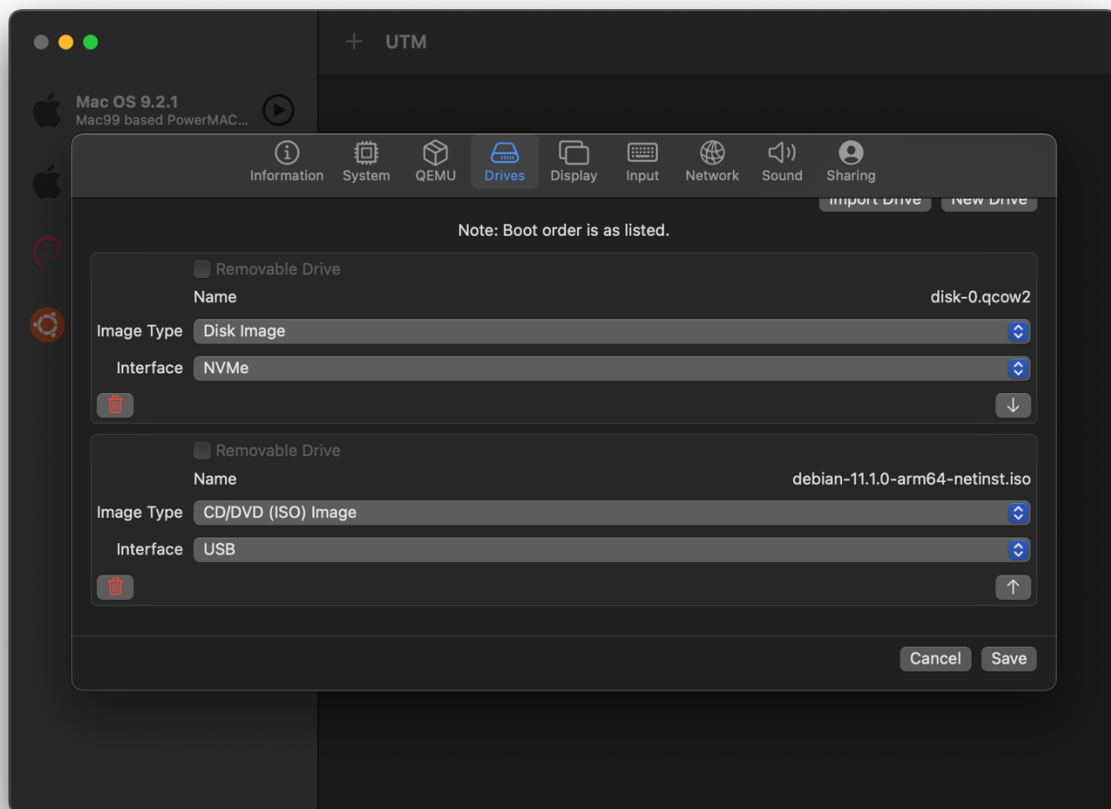 UTM
Mac OS 9.2.1
Mac99 based PowerMAC...
Information System QEMU Drives Display Input Network Sound Sharing
Import Drive New Drive
Note: Boot order is as listed.
Removable Drive
Name disk-0.qcow2
Image Type Disk Image
Interface NVMe
Removable Drive
Name debian-11.1.0-arm64-netinst.iso
Image Type CD/DVD (ISO) Image
Interface USB
Cancel Save